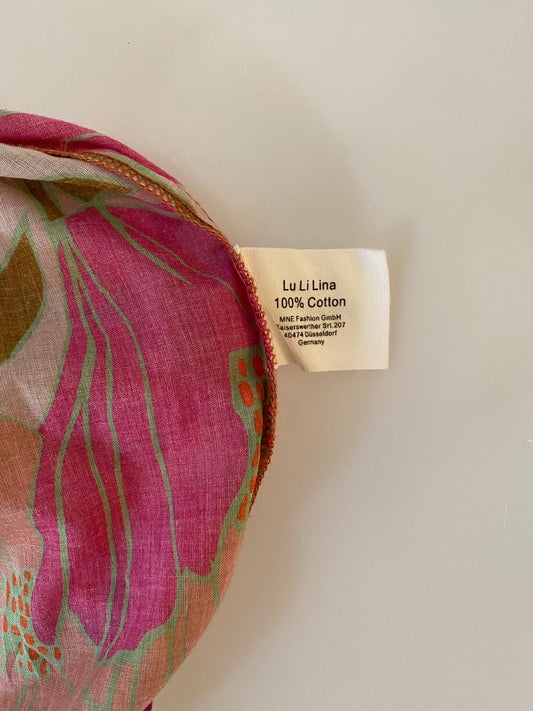 Lu Li Lina
100% Cotton
MNE Fashion GmbH
Kaiserswerther Srt.207
40474 Düsseldorf
Germany